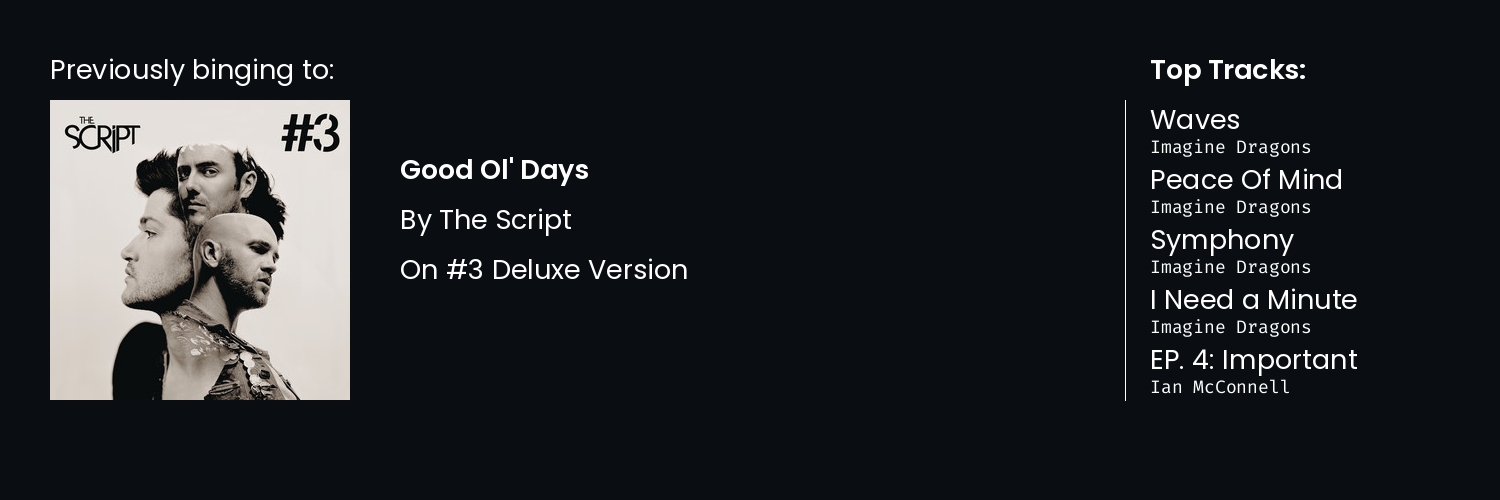 Previously binging to:
THE
SCRIPT
#3
Good Ol' Days
By The Script
On #3 Deluxe Version
Top Tracks:
Waves
Imagine Dragons
Peace Of Mind
Imagine Dragons
Symphony
Imagine Dragons
I Need a Minute
Imagine Dragons
EP. 4: Important
Ian McConnell